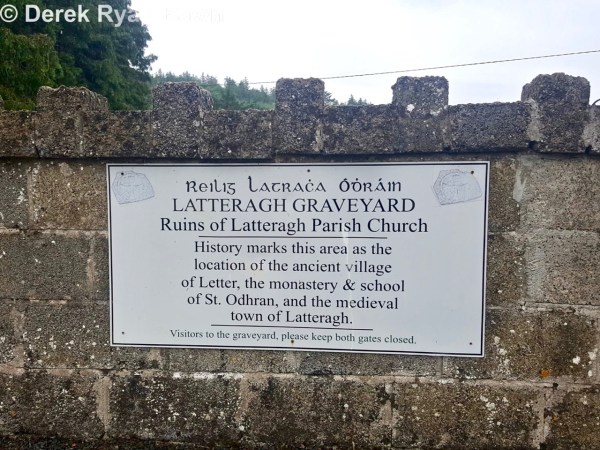 © Derek Ryan
Reilig Latraċa Óḋráin
LATTERAGH GRAVEYARD
Ruins of Latteragh Parish Church
History marks this area as the
location of the ancient village
of Letter, the monastery & school
of St. Odhran, and the medieval
town of Latteragh.
Visitors to the graveyard, please keep both gates closed.